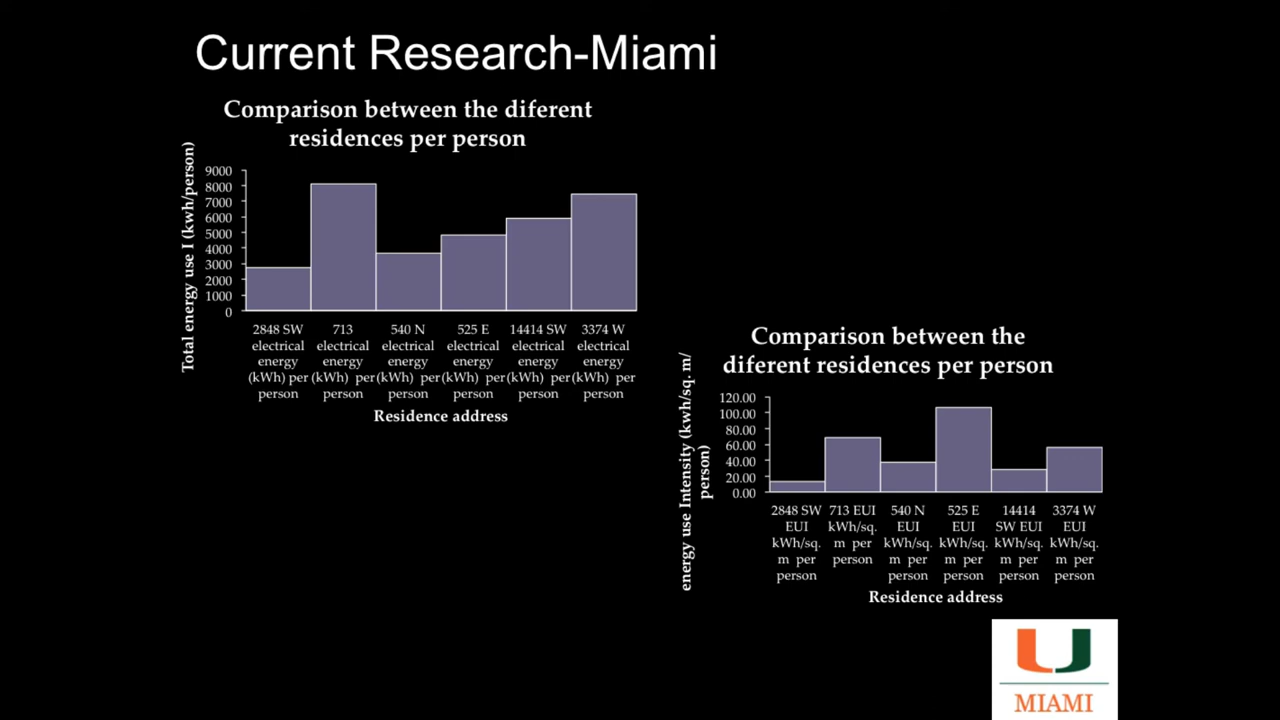 Current Research-Miami
Comparison between the diferent
residences per person
Total energy use I (kwh/person)
9000
8000
7000
6000
5000
4000
3000
2000
1000
0
2848 SW electrical energy (kWh) per person
713 electrical energy (kWh) per person
540 N electrical energy (kWh) per person
525 E electrical energy (kWh) per person
14414 SW electrical energy (kWh) per person
3374 W electrical energy (kWh) per person
Residence address
Comparison between the
diferent residences per person
energy use Intensity (kwh/sq. m/
person)
120.00
100.00
80.00
60.00
40.00
20.00
0.00
2848 SW EUI kWh/sq. m per person
713 EUI kWh/sq. m per person
540 N EUI kWh/sq. m per person
525 E EUI kWh/sq. m per person
14414 SW EUI kWh/sq. m per person
3374 W EUI kWh/sq. m per person
Residence address
U
MIAMI